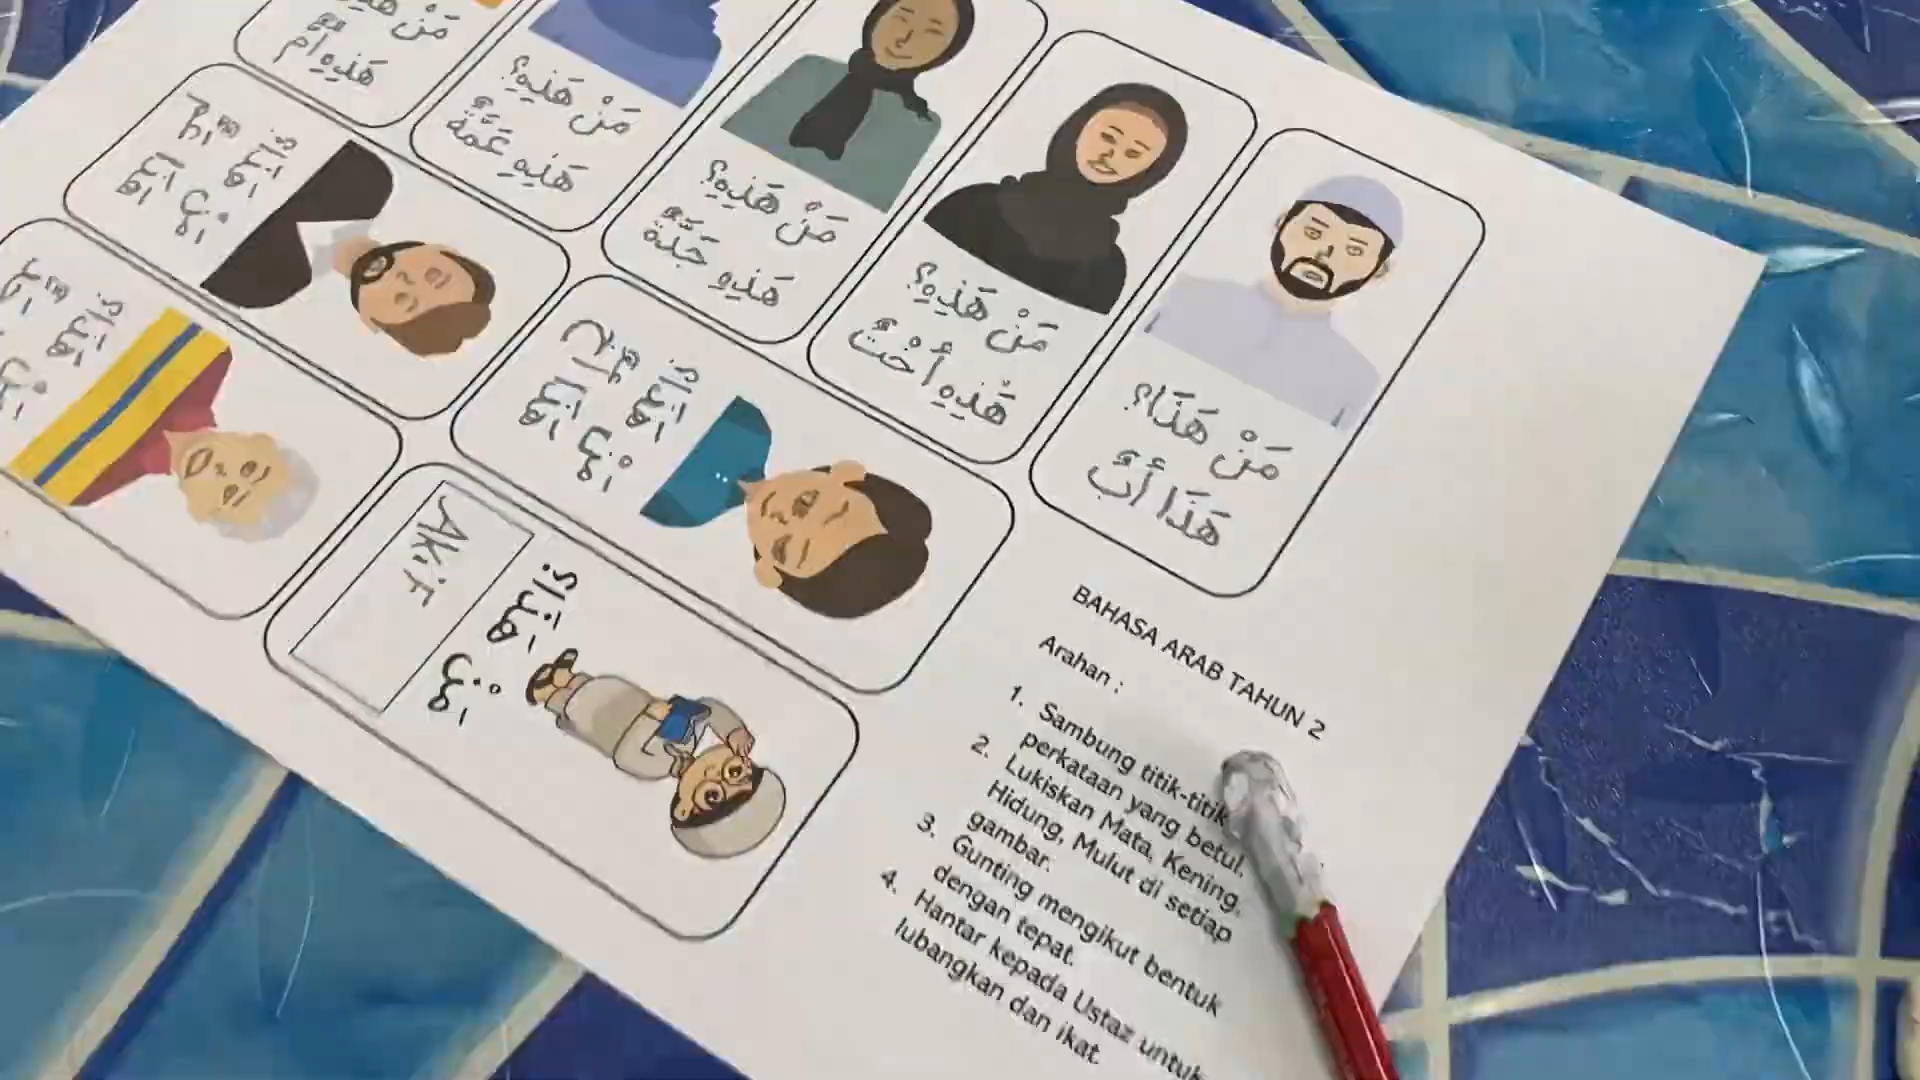 مَنْ هَذِهِ؟
هَذِهِ أُمٌّ
مَنْ هَذِهِ؟
هَذِهِ عَمَّةٌ
مَنْ هَذِهِ؟
هَذِهِ جَدَّةٌ
مَنْ هَذِهِ؟
هَذِهِ أُخْتٌ
مَنْ هَذَا؟
هَذَا أَبٌ
مَنْ هَذَا؟
مَنْ هَذَا؟
مَنْ هَذَا؟
AKiF
BAHASA ARAB TAHUN 2
Arahan :
1. Sambung titik-titik
perkataan yang betul.
2. Lukiskan Mata, Kening,
Hidung, Mulut di setiap
gambar.
3. Gunting mengikut bentuk
dengan tepat.
4. Hantar kepada Ustaz untuk
lubangkan dan ikat.